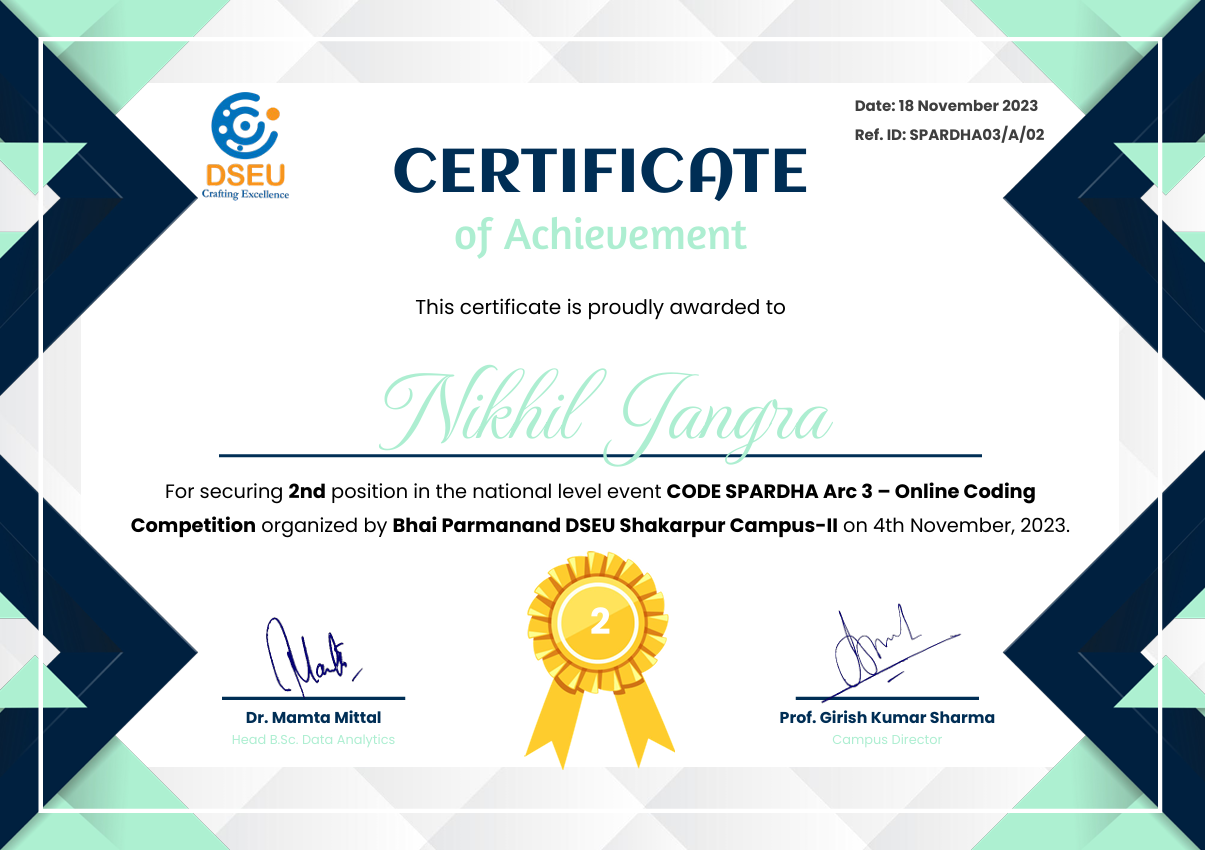 DSEU
Crafting Excellence
Date: 18 November 2023
Ref. ID: SPARDHA03/A/02
CERTIFICATE
of Achievement
This certificate is proudly awarded to
Nikhil Jangra
For securing 2nd position in the national level event CODE SPARDHA Arc 3 – Online Coding
Competition organized by Bhai Parmanand DSEU Shakarpur Campus-II on 4th November, 2023.
2
Dr. Mamta Mittal
Head B.Sc. Data Analytics
Prof. Girish Kumar Sharma
Campus Director